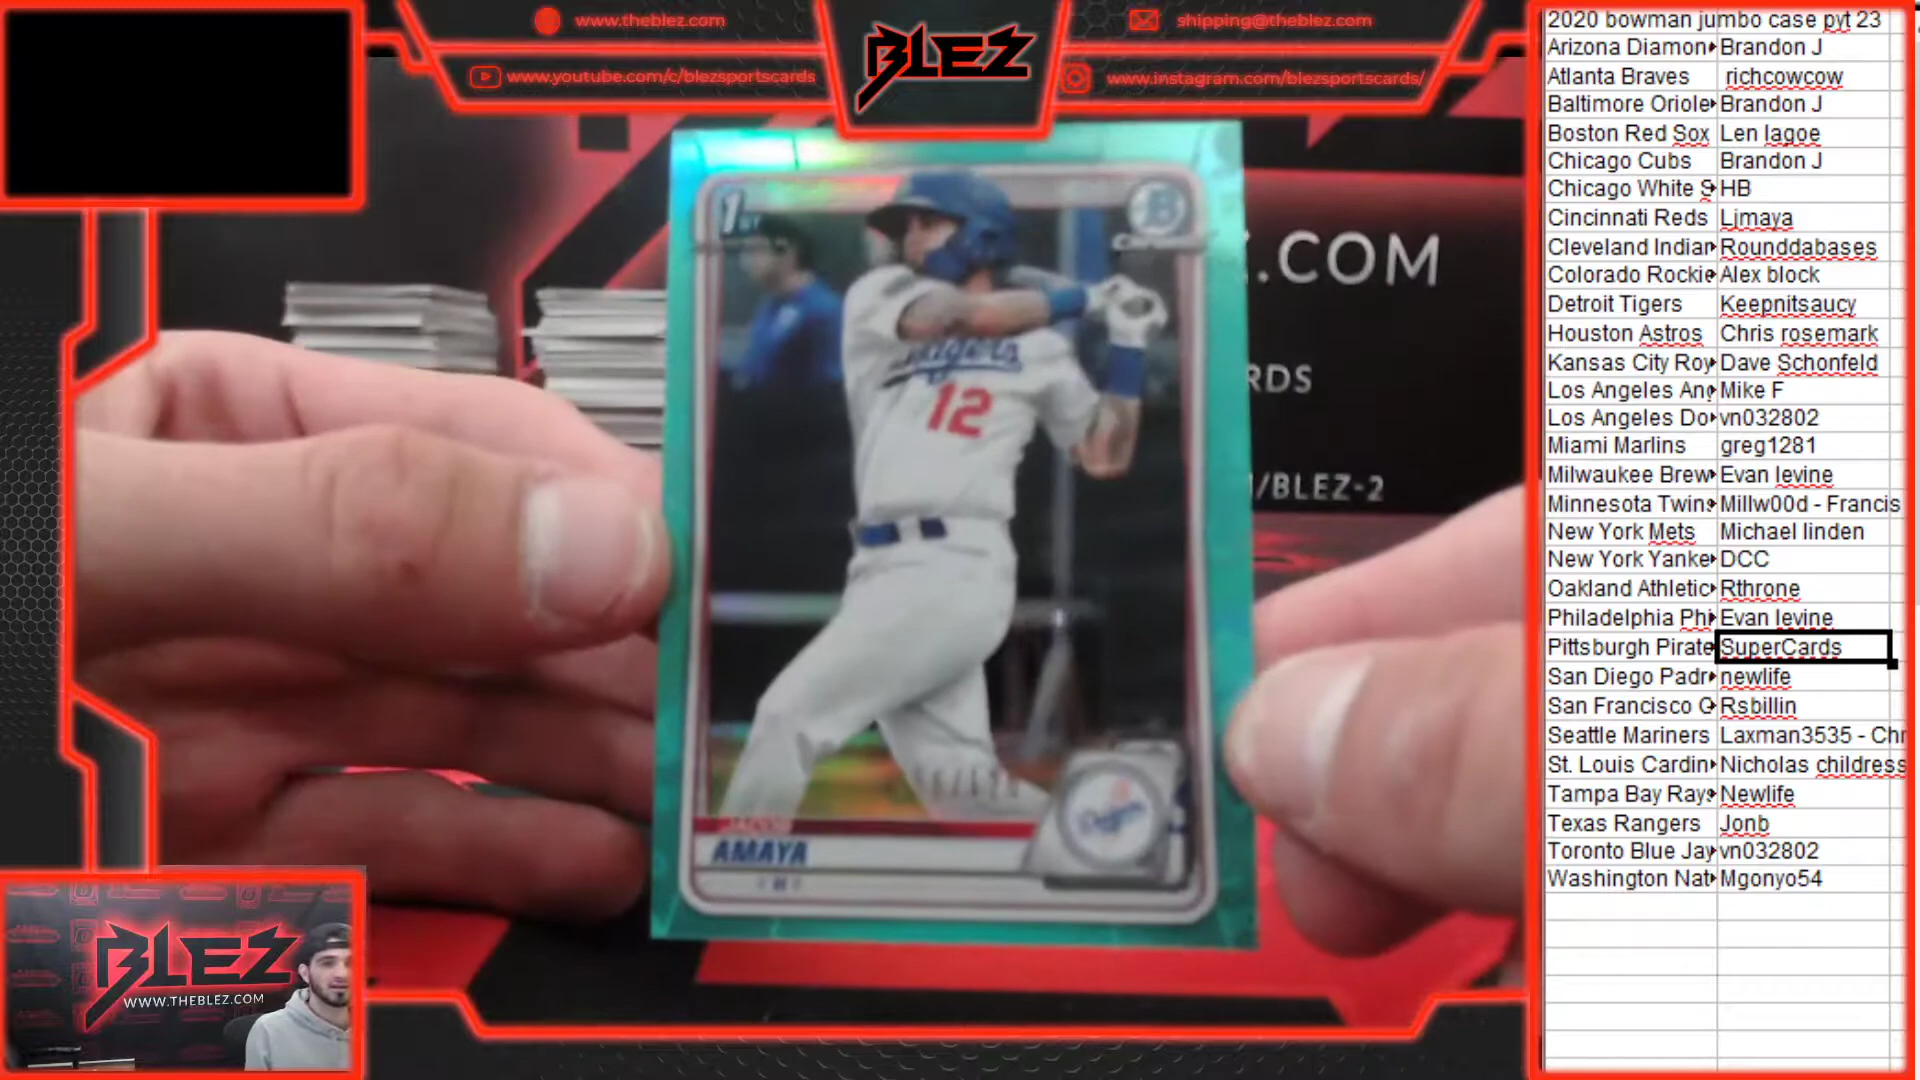 www.theblez.com
shipping@theblez.com
www.youtube.com/c/blezsportscards
www.instagram.com/blezsportscards/
BLEZ
1ST
.COM
RDS
/BLEZ-2
Dodgers
12
AMAYA
Dodgers
BLEZ
WWW.THEBLEZ.COM
2020 bowman jumbo case pyt 23
Arizona Diamon Brandon J
Atlanta Braves richcowcow
Baltimore Oriole Brandon J
Boston Red Sox Len lagoe
Chicago Cubs Brandon J
Chicago White S HB
Cincinnati Reds Ljmaya
Cleveland Indian Rounddabases
Colorado Rockie Alex block
Detroit Tigers Keepnitsaucy
Houston Astros Chris rosemark
Kansas City Roy Dave Schonfeld
Los Angeles Ang Mike F
Los Angeles Do vn032802
Miami Marlins greg1281
Milwaukee Brew Evan levine
Minnesota Twins Millw00d - Francis
New York Mets Michael linden
New York Yanke DCC
Oakland Athletic Rthrone
Philadelphia Phi Evan levine
Pittsburgh Pirate SuperCards
San Diego Padr newlife
San Francisco G Rsbillin
Seattle Mariners Laxman3535 - Chr
St. Louis Cardin Nicholas childress
Tampa Bay Rays Newlife
Texas Rangers Jonb
Toronto Blue Jay vn032802
Washington Nat Mgonyo54